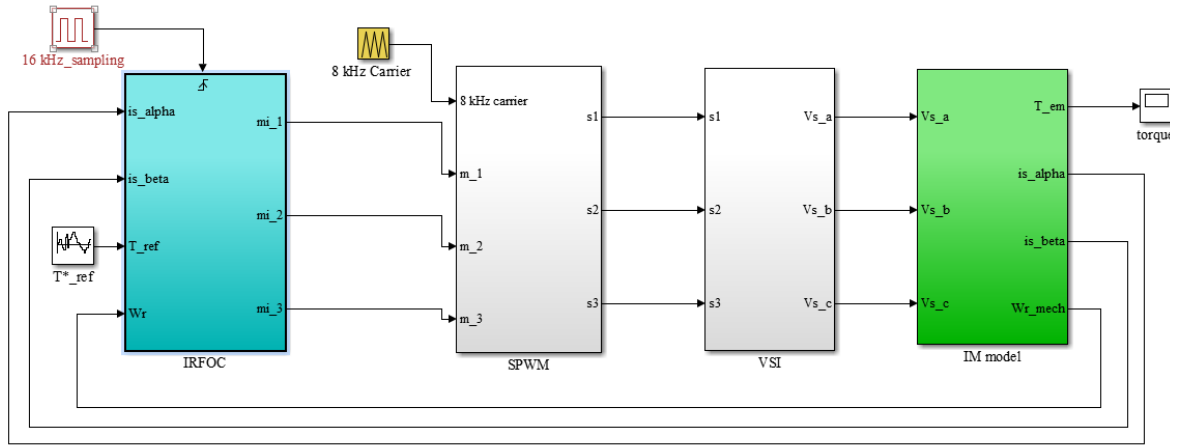 16 kHz_sampling
8 kHz Carrier
is_alpha
is_beta
T_ref
Wr
mi_1
mi_2
mi_3
IRFOC
T*_ref
8 kHz carrier
m_1
m_2
m_3
s1
s2
s3
SPWM
s1
s2
s3
Vs_a
Vs_b
Vs_c
VSI
Vs_a
Vs_b
Vs_c
T_em
is_alpha
is_beta
Wr_mech
IM model
torque